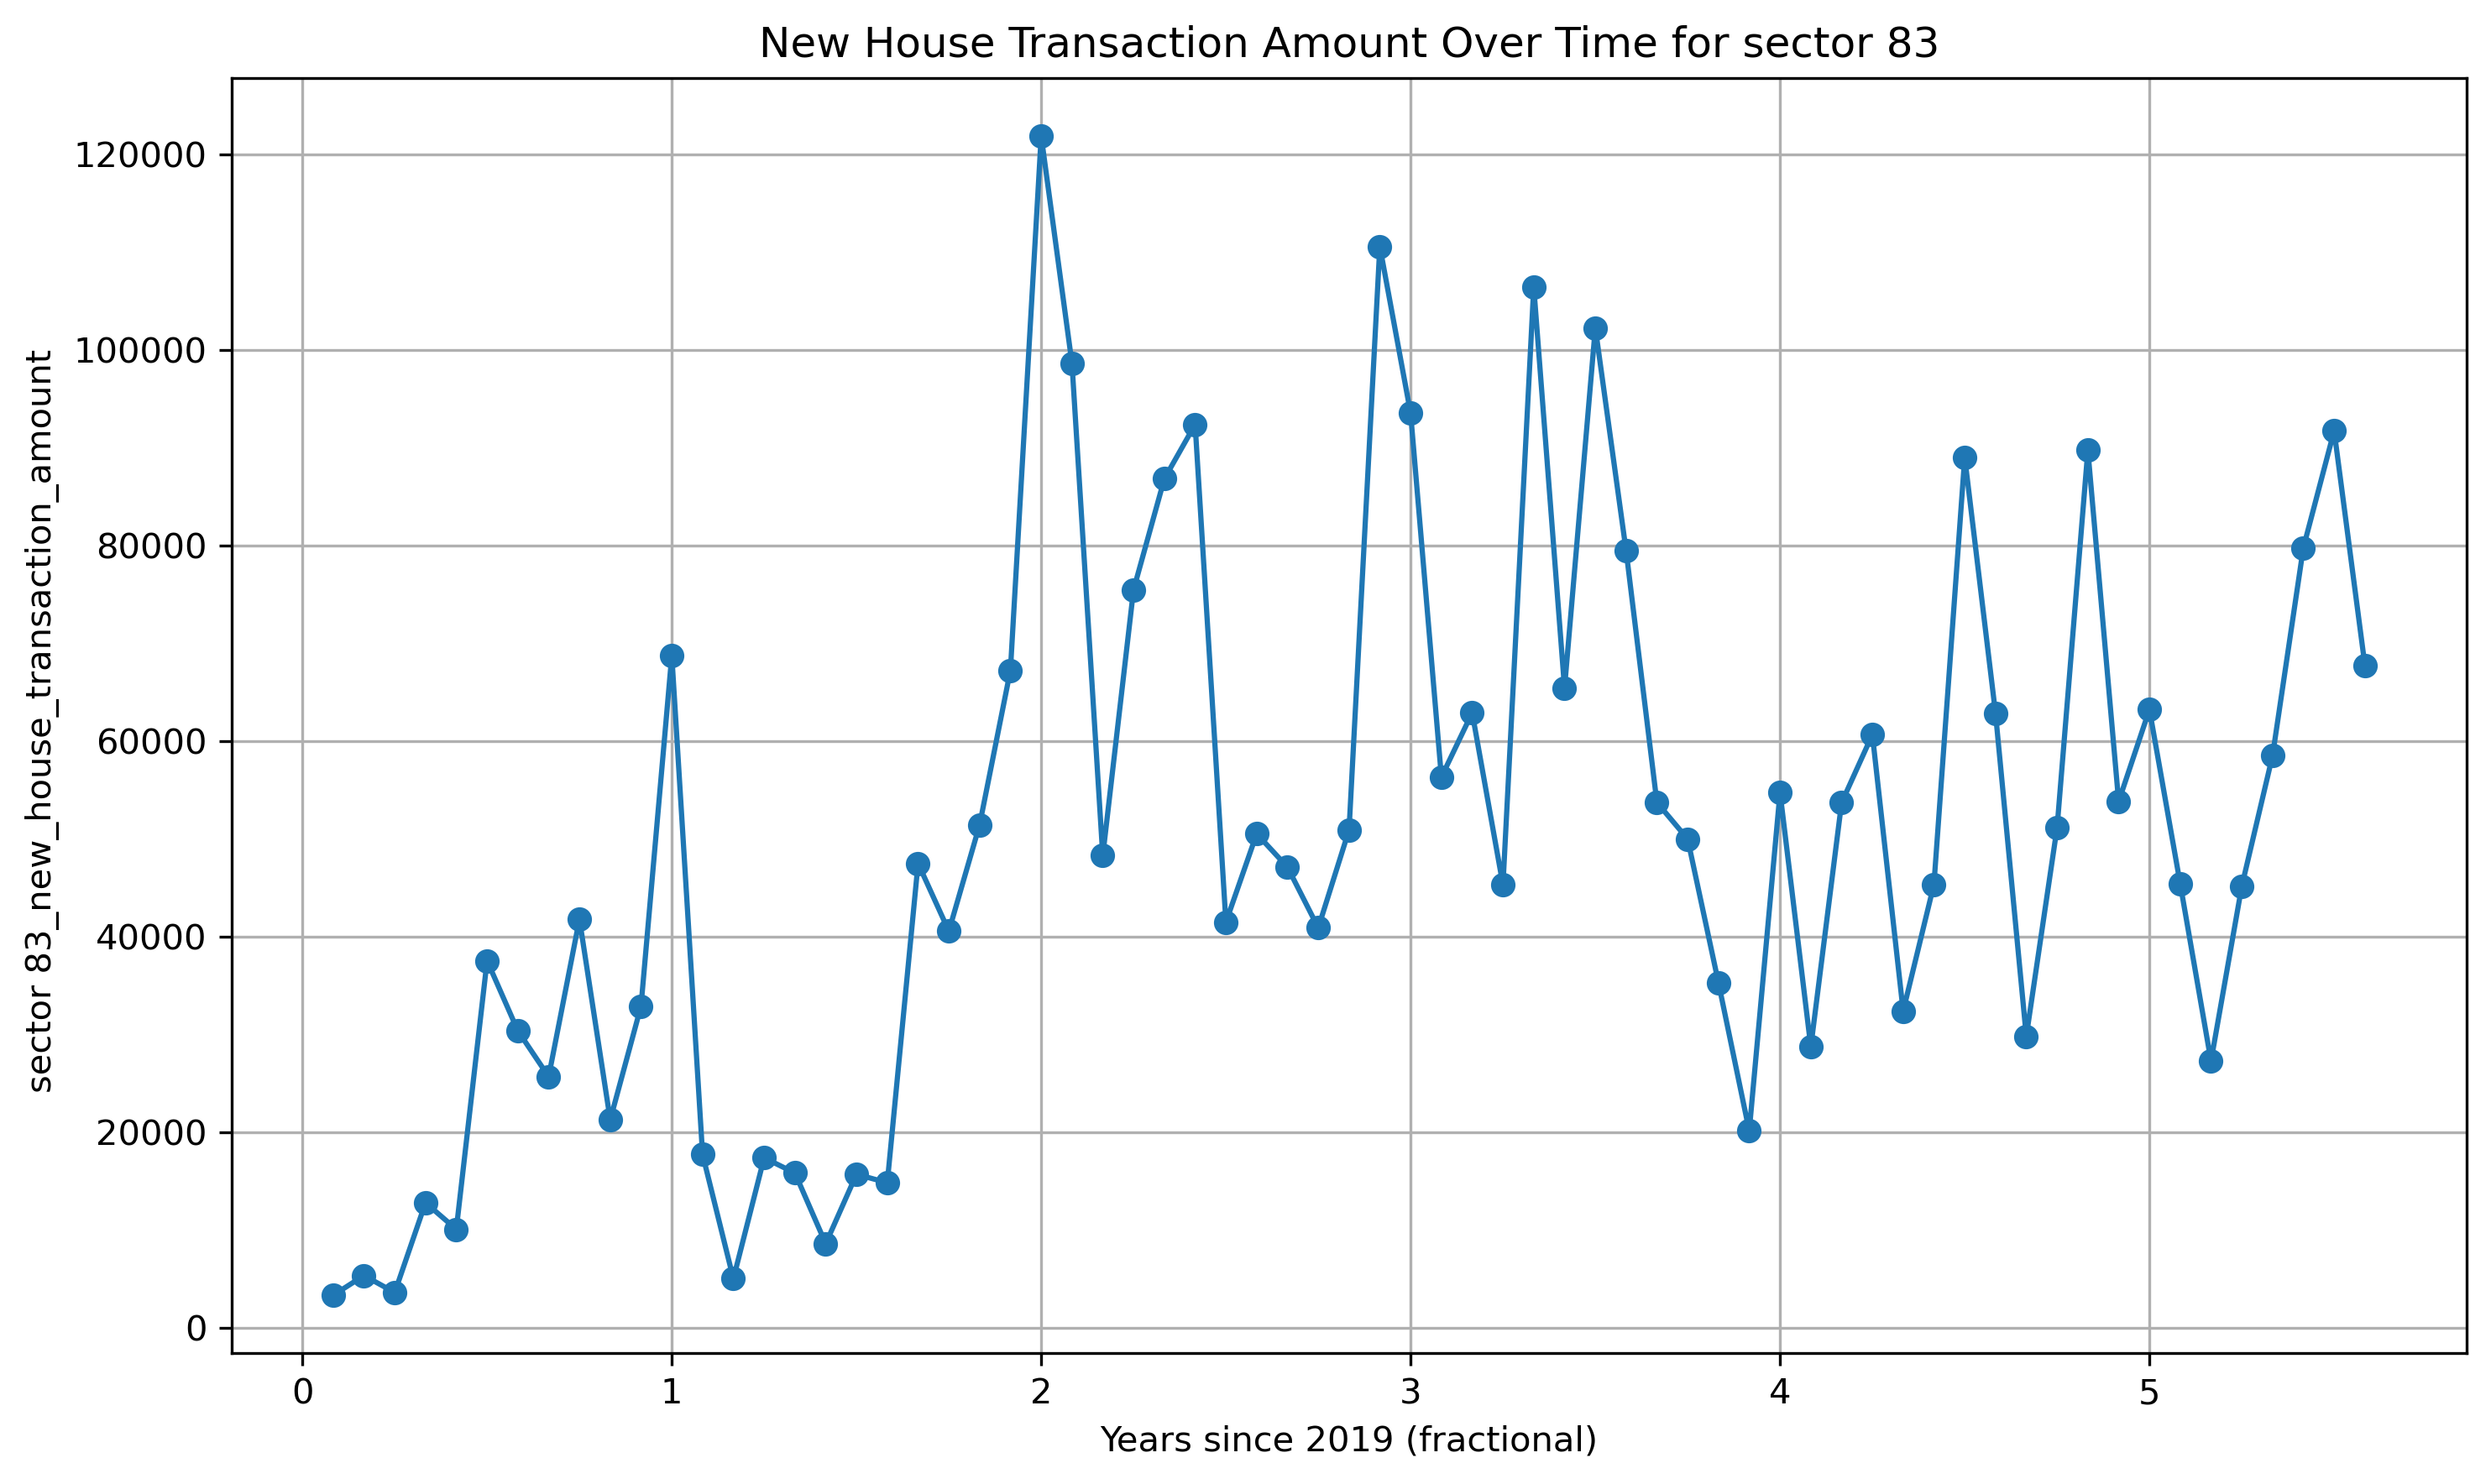 New House Transaction Amount Over Time for sector 83
sector 83_new_house_transaction_amount
120000
100000
80000
60000
40000
20000
0
0 1 2 3 4 5
Years since 2019 (fractional)